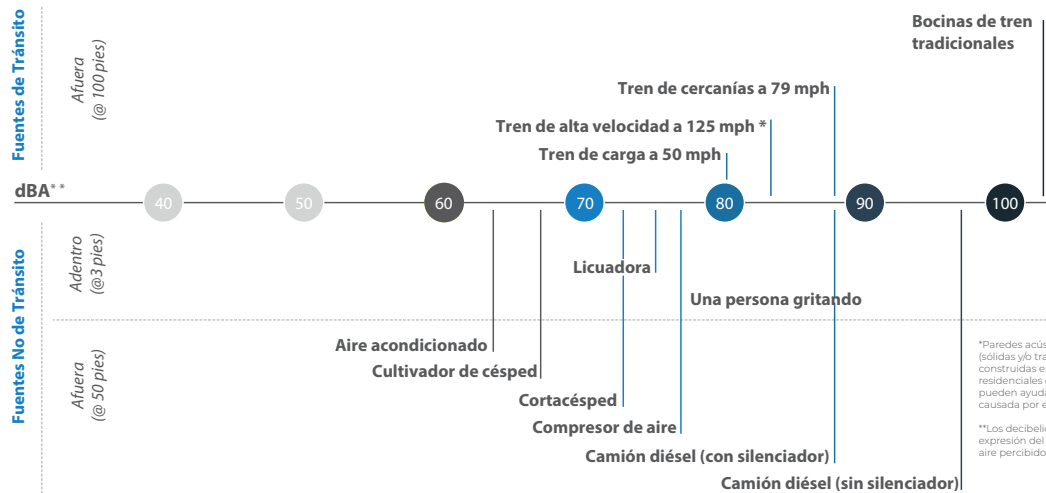 Bocinas de tren
tradicionales
Fuentes de Tránsito
Afuera
(@ 100 pies)
Tren de cercanías a 79 mph
Tren de alta velocidad a 125 mph *
Tren de carga a 50 mph
dBA**
40
50
60
70
80
90
100
Fuentes No de Tránsito
Adentro
(@3 pies)
Licuadora
Una persona gritando
Afuera
(@ 50 pies)
Aire acondicionado
Cultivador de césped
Cortacésped
Compresor de aire
Camión diésel (con silenciador)
Camión diésel (sin silenciador)
*Paredes
(sólidas y/o
construidas
residenciales
pueden
causada por
**Los
expresión del
aire percibido